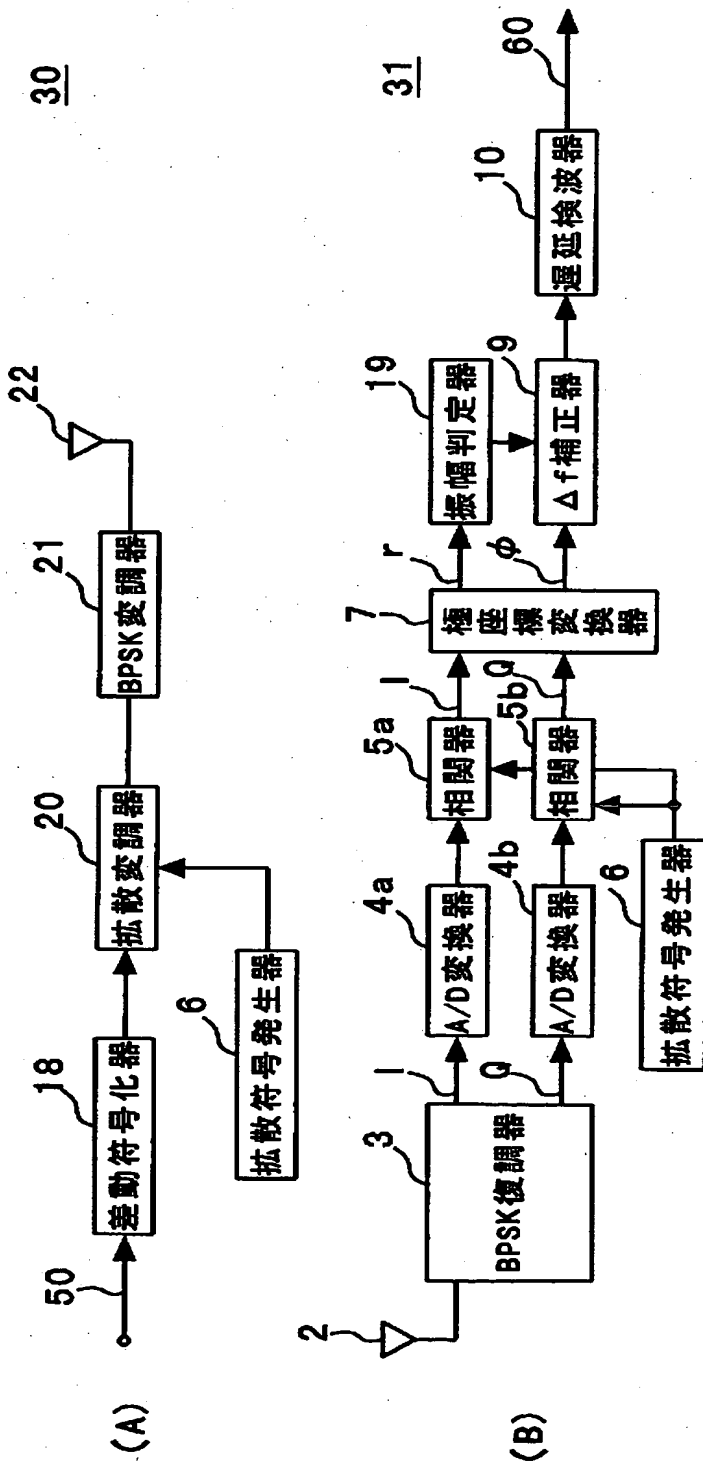 (A)
30
50
18
差動符号化器
20
拡散変調器
21
BPSK変調器
22
6
拡散符号発生器
(B)
31
2
3
BPSK復調器
I
Q
4a
A/D変換器
4b
A/D変換器
5a
相関器
5b
相関器
6
拡散符号発生器
I
Q
7
極座標変換器
r
φ
19
振幅判定器
9
Δf補正器
10
遅延検波器
60